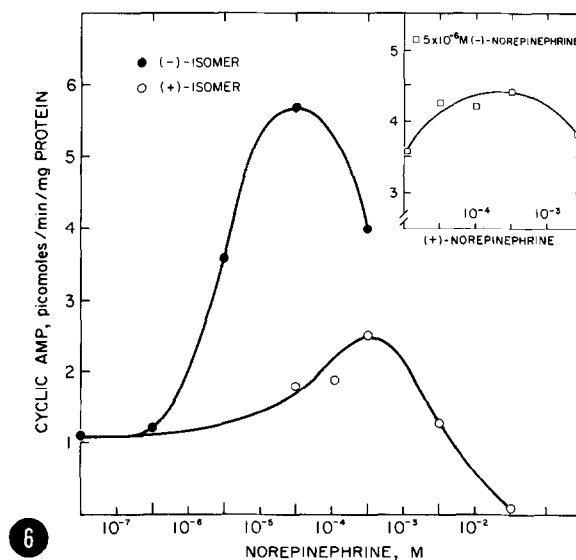 ● (-)-ISOMER
○ (+)-ISOMER
CYCLIC AMP, picomoles/min/mg PROTEIN
6
5
4
3
2
1
10⁻⁷ 10⁻⁶ 10⁻⁵ 10⁻⁴ 10⁻³ 10⁻²
NOREPINEPHRINE, M
□ 5x10⁻⁶M(-)-NOREPINEPHRINE
5
4
3
10⁻⁴ 10⁻³
(+)-NOREPINEPHRINE
6